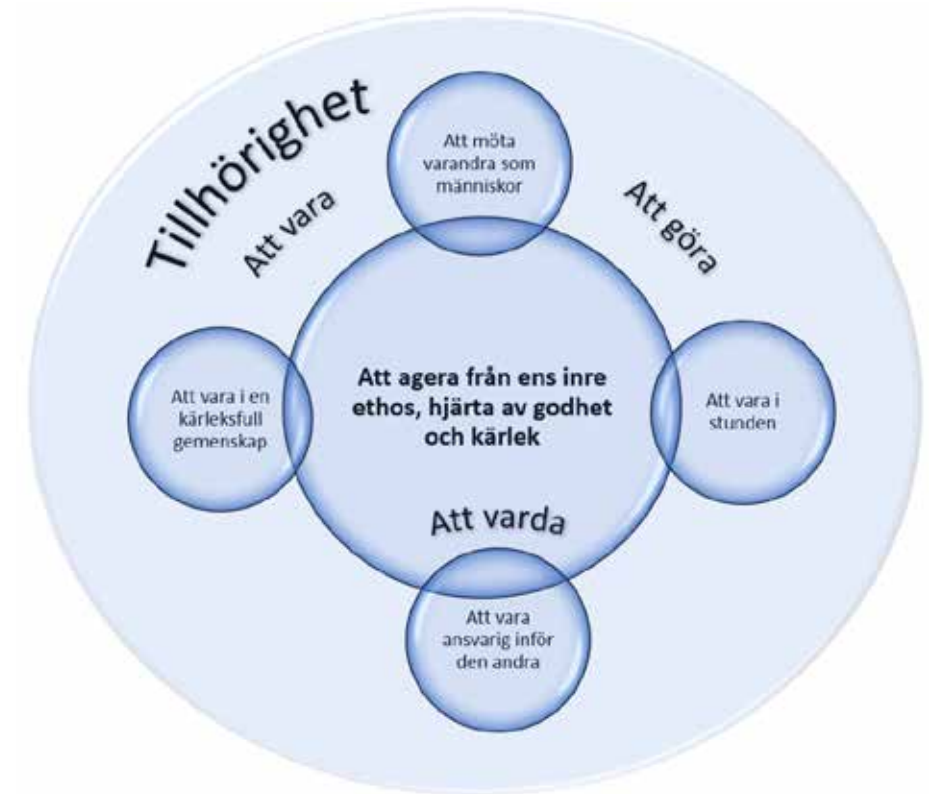 Tillhörighet
Att vara
Att möta
varandra som
människor
Att göra
Att vara i en
kärleksfull
gemenskap
Att agera från ens inre
ethos, hjärta av godhet
och kärlek
Att vara i
stunden
Att varda
Att vara
ansvarig inför
den andra